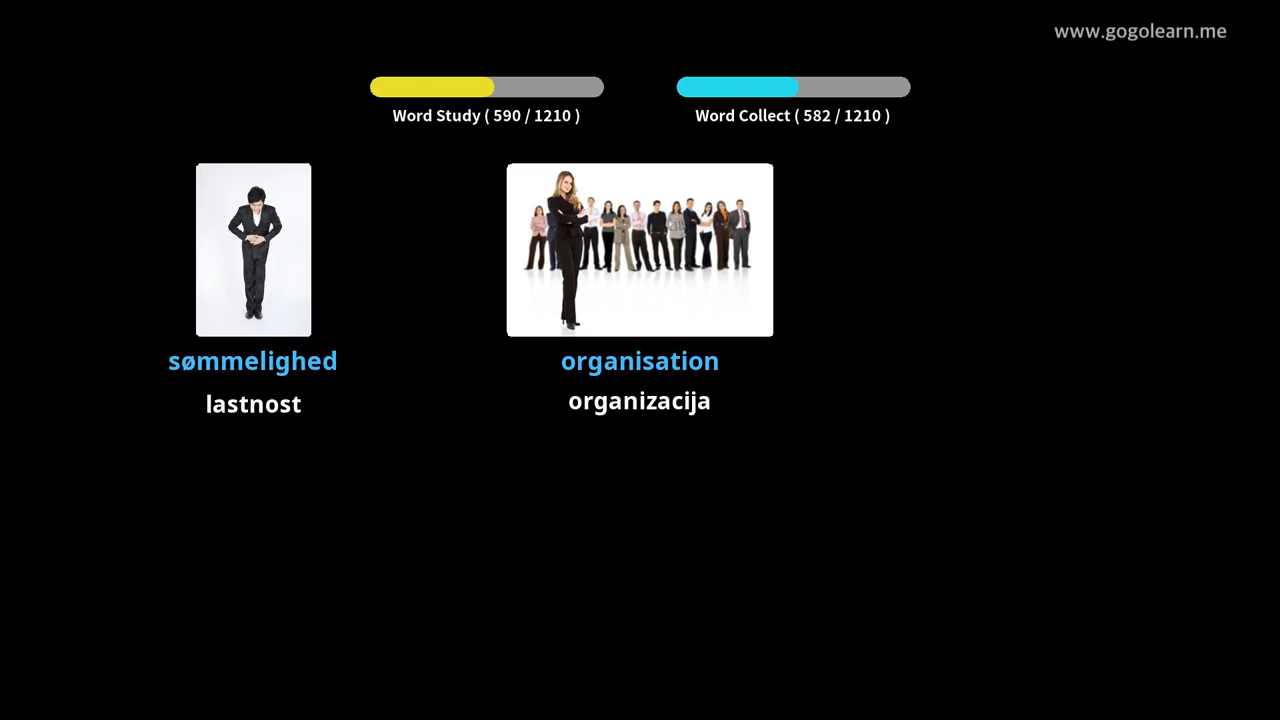 www.gogolearn.me
Word Study ( 590 / 1210 )
Word Collect ( 582 / 1210 )
sømmelighed
organisation
lastnost
organizacija